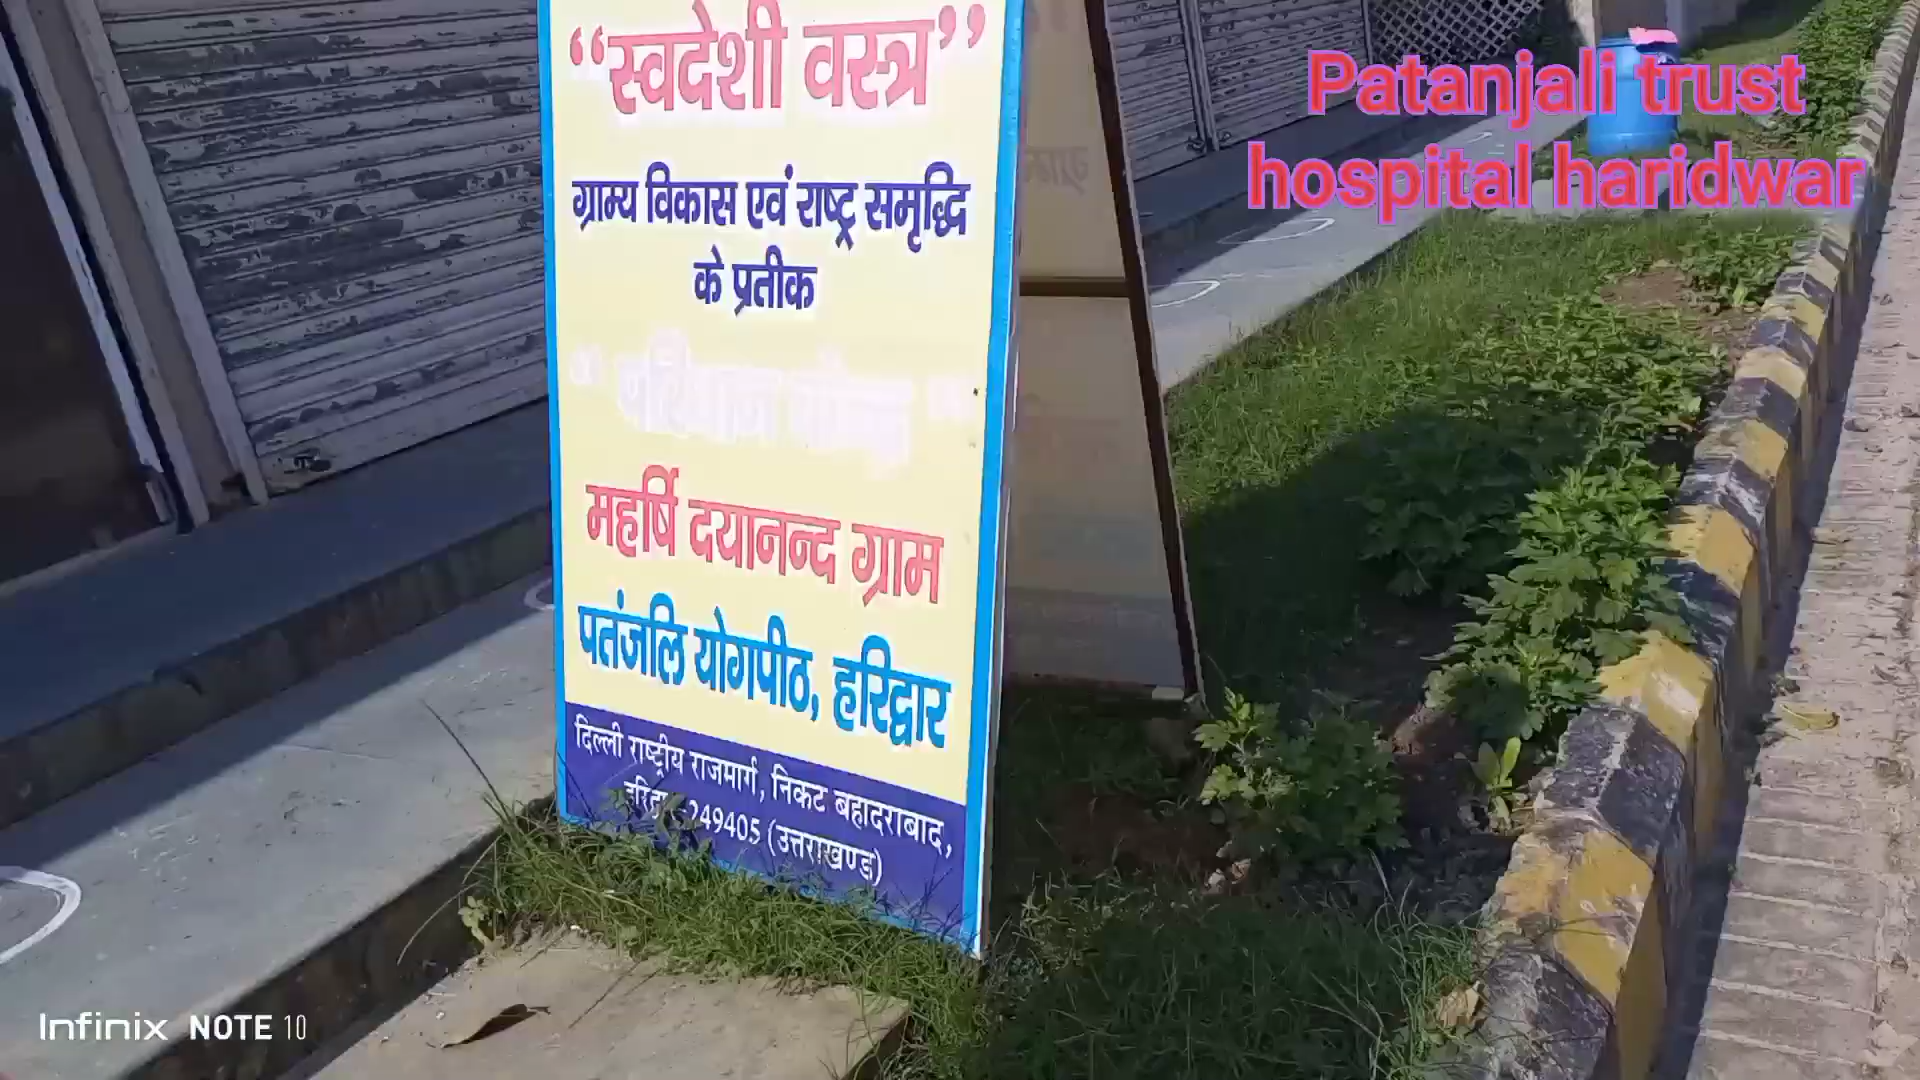 “स्वदेशी वस्त्र”
ग्राम्य विकास एवं राष्ट्र समृद्धि
के प्रतीक
महर्षि दयानन्द ग्राम
पतंजलि योगपीठ, हरिद्वार
दिल्ली राष्ट्रीय राजमार्ग, निकट बहादराबाद,
249405 (उत्तराखण्ड)
Patanjali trust
hospital haridwar
Infinix NOTE 10